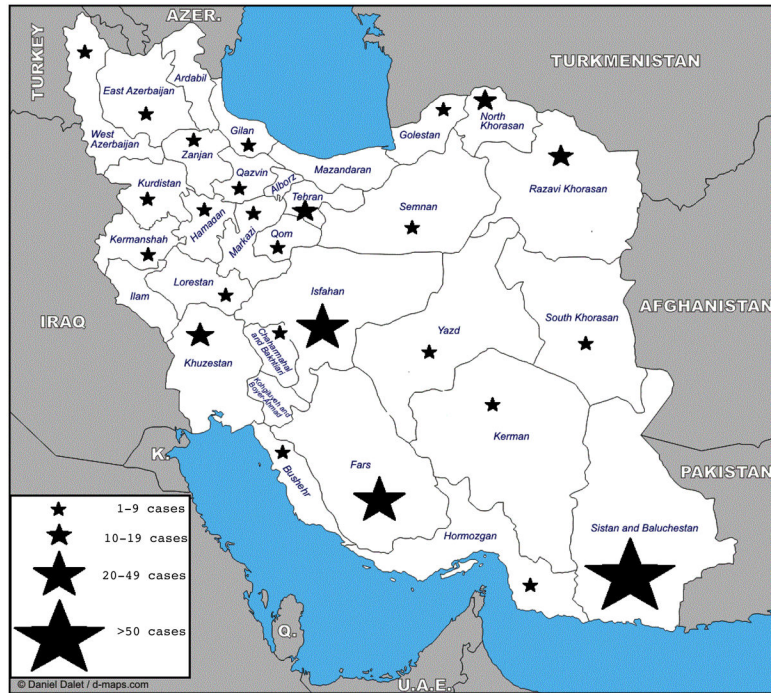 AZER.
TURKEY
TURKMENISTAN
East Azerbaijan
Ardabil
West
Azerbaijan
Gilan
Zanjan
Golestan
North
Khorasan
Mazandaran
Qazvin
Alborz
Tehran
Razavi Khorasan
Kurdistan
Hamadan
Markazi
Semnan
Qom
Kermanshah
Lorestan
Ilam
Isfahan
AFGHANISTAN
IRAQ
South Khorasan
Yazd
Chaharmahal
and Bakhtiari
Khuzestan
Kohgiluyeh and
Boyer-Ahmad
Kerman
K.
Bushehr
Fars
PAKISTAN
Hormozgan
Sistan and Baluchestan
1-9 cases
10-19 cases
20-49 cases
>50 cases
Q.
U.A.E.
© Daniel Dalet / d-maps.com